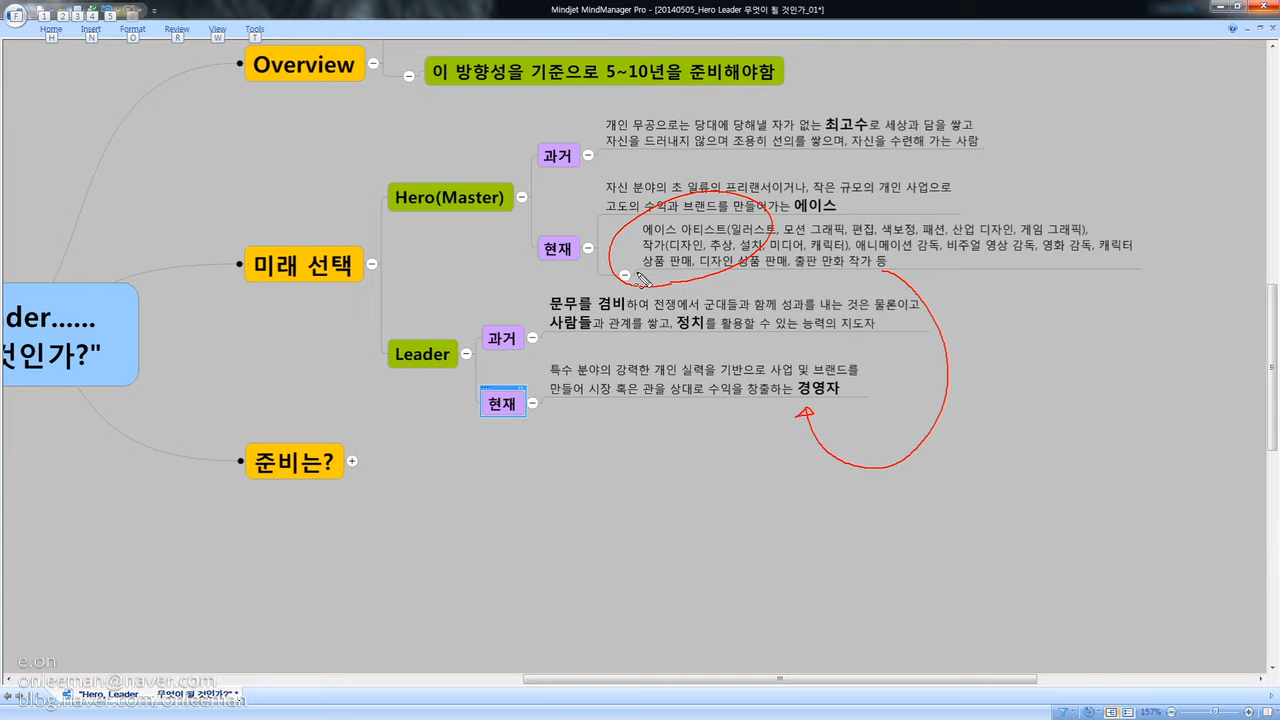 Mindjet MindManager Pro - [20140505_Hero Leader 무엇이 될 것인가?_01*]
F 1 2 3 4 5
Home Insert Format Review View Tools
H N O R W T
Overview
이 방향성을 기준으로 5~10년을 준비해야함
개인 무공으로는 당대에 당해낼 자가 없는 최고수로 세상과 담을 쌓고
자신을 드러내지 않으며 조용히 선의를 쌓으며, 자신을 수련해 가는 사람
과거
Hero(Master)
자신 분야의 초 일류의 프리랜서이거나, 작은 규모의 개인 사업으로
고도의 수익과 브랜드를 만들어가는 에이스
현재
에이스 아티스트(일러스트, 모션 그래픽, 편집, 색보정, 패션, 산업 디자인, 게임 그래픽),
작가(디자인, 추상, 설치, 미디어, 캐릭터), 애니메이션 감독, 비주얼 영상 감독, 영화 감독, 캐릭터
상품 판매, 디자인 상품 판매, 출판 만화 작가 등
미래 선택
문무를 겸비하여 전쟁에서 군대들과 함께 성과를 내는 것은 물론이고
사람들과 관계를 쌓고, 정치를 활용할 수 있는 능력의 지도자
과거
Leader
특수 분야의 강력한 개인 실력을 기반으로 사업 및 브랜드를
만들어 시장 혹은 관을 상대로 수익을 창출하는 경영자
현재
der......
것인가?"
준비는?
e.on
onleeman@naver.com
blog.naver.com/onleeman
"Hero, Leader...... 무엇이 될 것인가?" *
157%